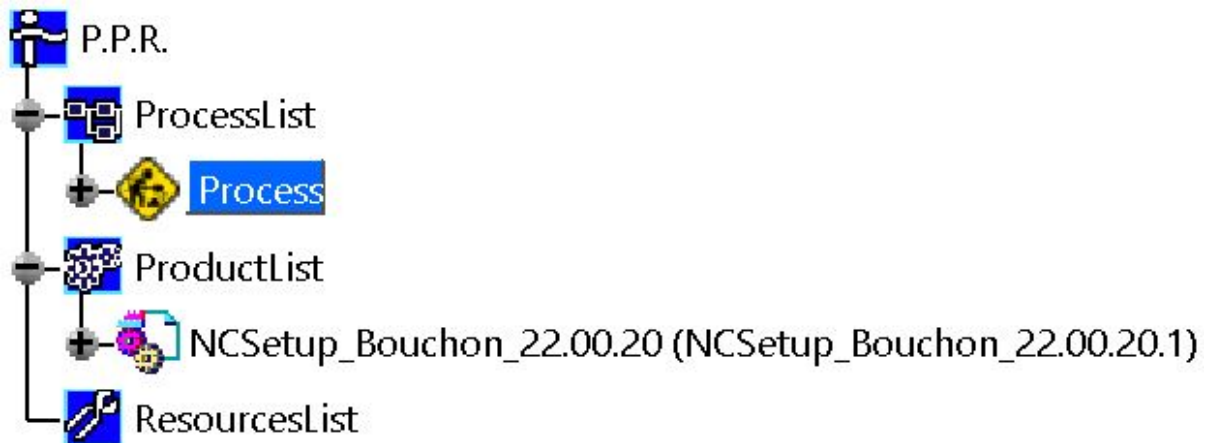 P.P.R.
ProcessList
Process
ProductList
NCSetup_Bouchon_22.00.20 (NCSetup_Bouchon_22.00.20.1)
ResourcesList